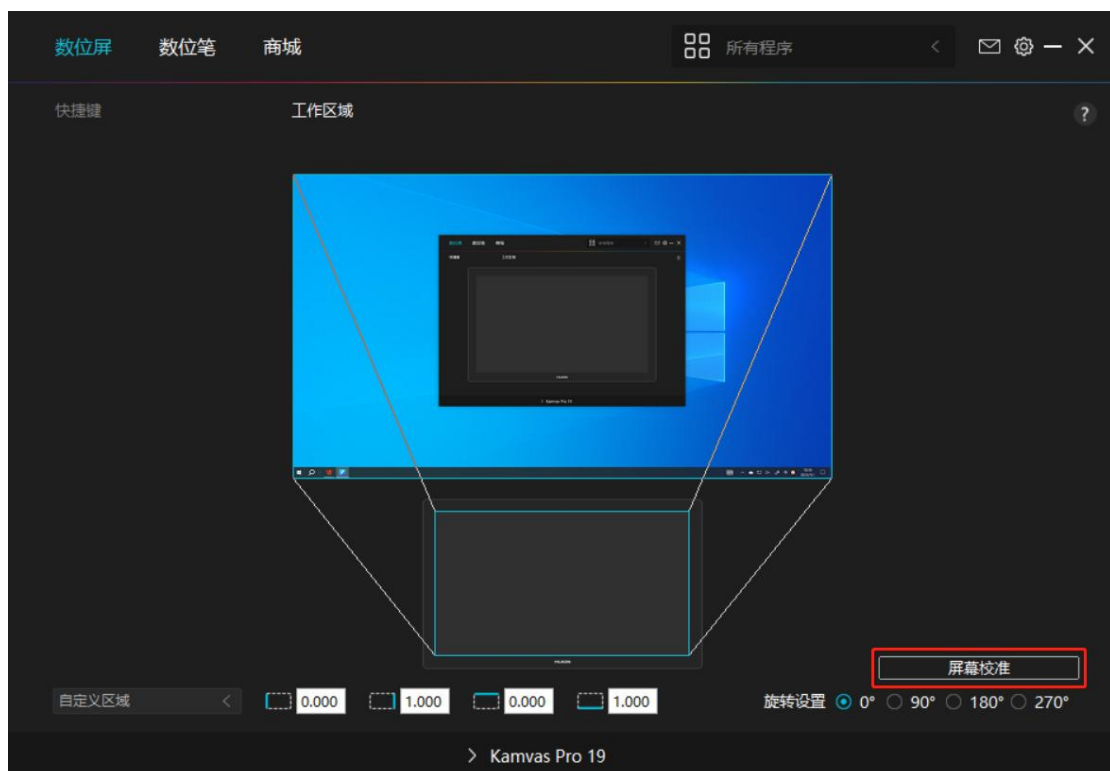 数位屏 数位笔 商城 所有程序
快捷键 工作区域 ?
自定义区域 0.000 1.000 0.000 1.000
屏幕校准
旋转设置 0° 90° 180° 270°
Kamvas Pro 19